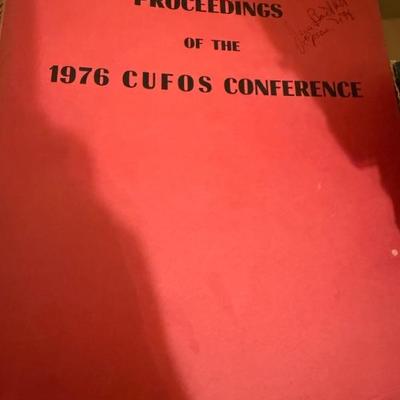 PROCEEDINGS
OF THE
1976 CUFOS CONFERENCE